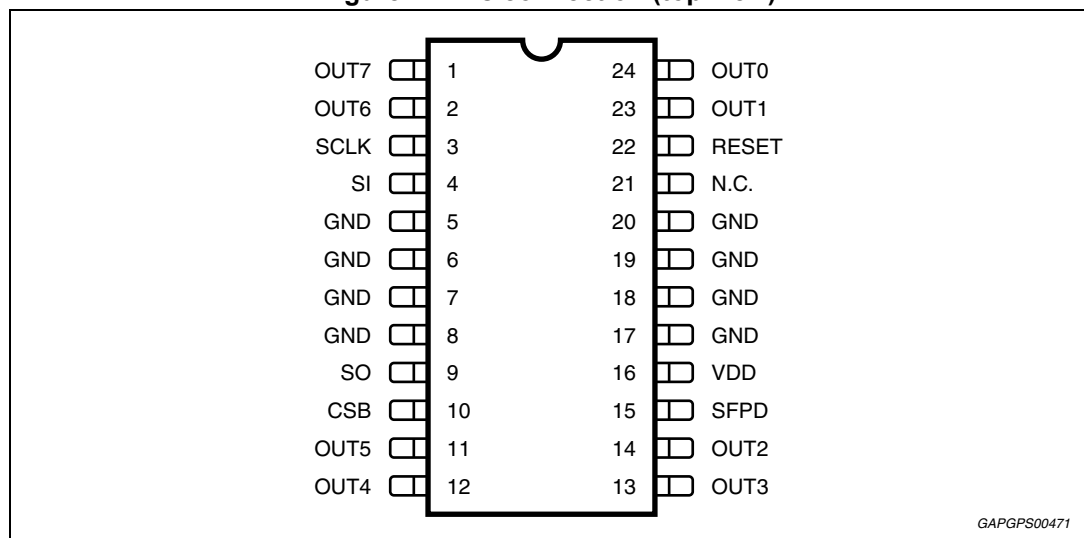 OUT7 1 24 OUT0
OUT6 2 23 OUT1
SCLK 3 22 RESET
SI 4 21 N.C.
GND 5 20 GND
GND 6 19 GND
GND 7 18 GND
GND 8 17 GND
SO 9 16 VDD
CSB 10 15 SFPD
OUT5 11 14 OUT2
OUT4 12 13 OUT3
GAPGPS00471